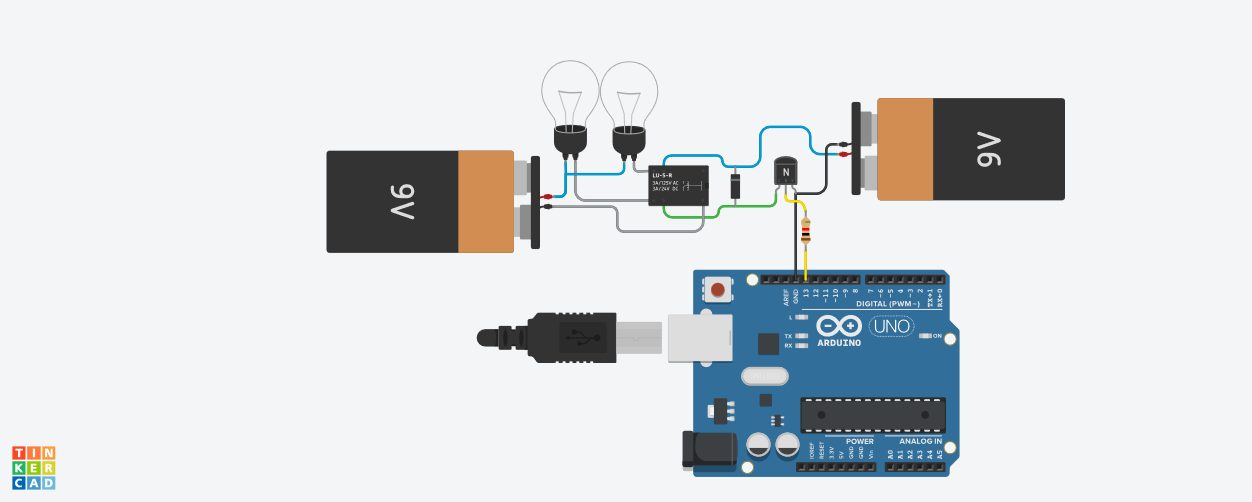 9V
9V
LU-5-R
3A/125V AC
3A/24V DC
N
AREF
GND
13
12
~11
~10
~9
8
7
~6
~5
4
~3
2
TX→1
RX←0
DIGITAL (PWM~)
L
TX
RX
ARDUINO
UNO
ON
POWER
ANALOG IN
IOREF
RESET
3.3V
5V
GND
GND
Vin
A0
A1
A2
A3
A4
A5
TIN
KER
CAD